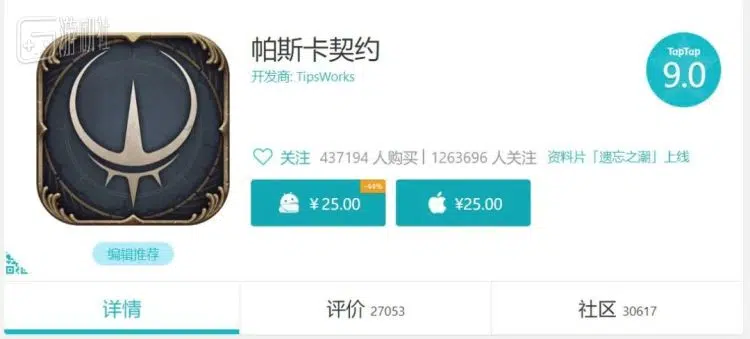 游研社
帕斯卡契约
开发商: TipsWorks
TapTap
9.0
关注 437194 人购买 | 1263696 人关注 资料片「遗忘之潮」上线
-44%
¥25.00 ¥25.00
编辑推荐
详情 评价 27053 社区 30617